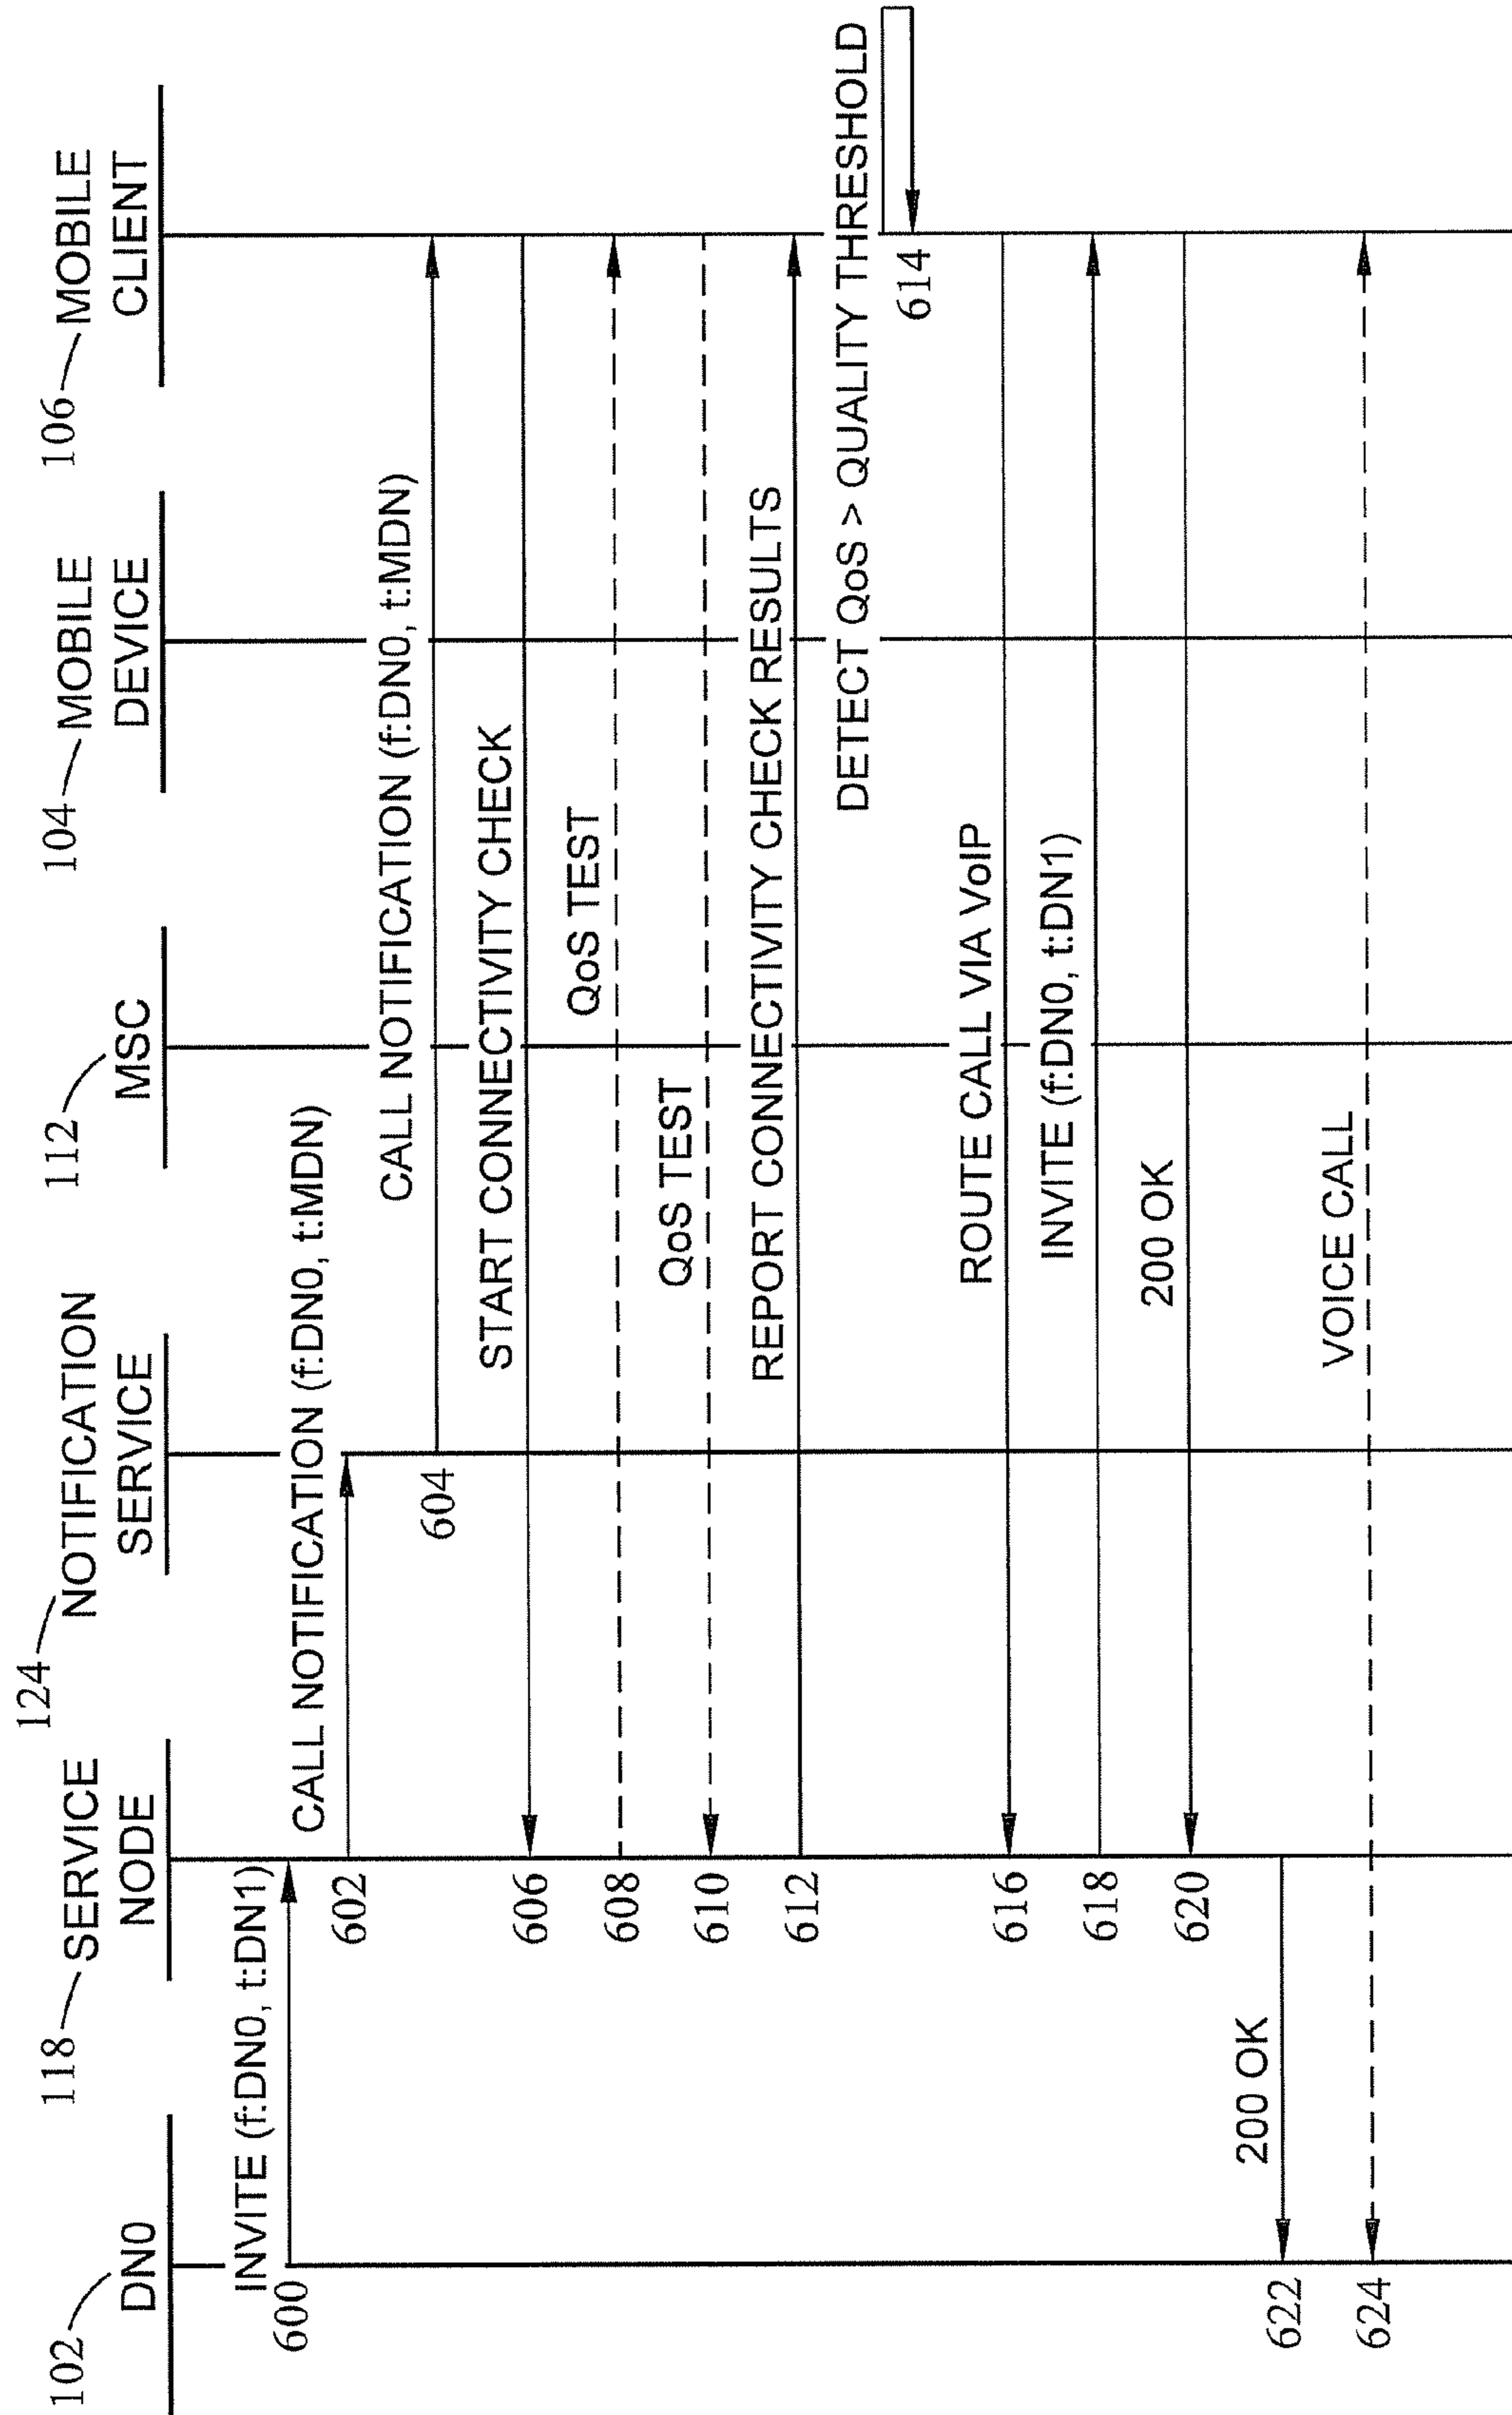 102
DN0
118
SERVICE
NODE
124
NOTIFICATION
SERVICE
112
MSC
104
MOBILE
DEVICE
106
MOBILE
CLIENT
INVITE (f:DN0, t:DN1)
600
CALL NOTIFICATION (f:DN0, t:MDN)
602
CALL NOTIFICATION (f:DN0, t:MDN)
604
START CONNECTIVITY CHECK
606
QoS TEST
608
QoS TEST
610
REPORT CONNECTIVITY CHECK RESULTS
612
DETECT QoS > QUALITY THRESHOLD
614
ROUTE CALL VIA VoIP
616
INVITE (f:DN0, t:DN1)
618
200 OK
620
200 OK
622
VOICE CALL
624